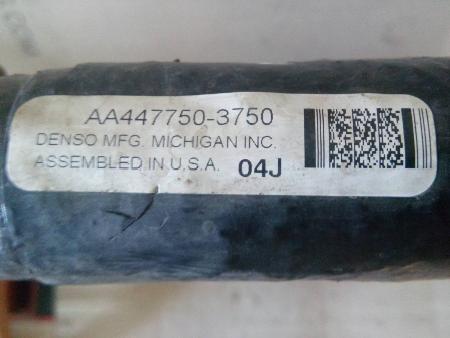 AA447750-3750
DENSO MFG. MICHIGAN INC.
ASSEMBLED IN U.S.A. 04J